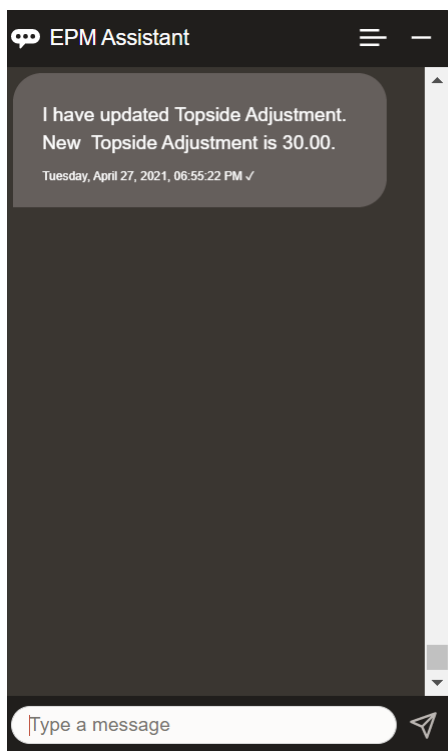 EPM Assistant
I have updated Topside Adjustment.
New  Topside Adjustment is 30.00.
Tuesday, April 27, 2021, 06:55:22 PM ✓
Type a message